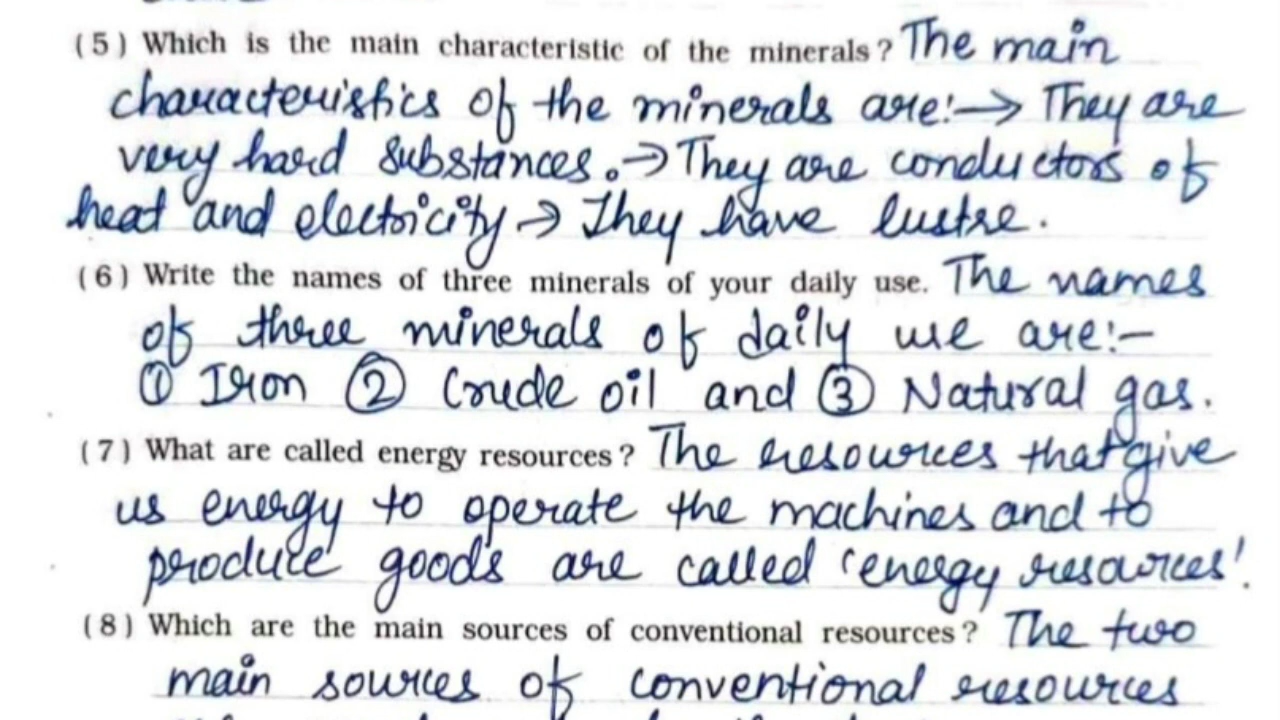 (5) Which is the main characteristic of the minerals? The main
characteristics of the minerals are:→ They are
very hard substances.→They are conductors of
heat and electricity→ They have lustre.
(6) Write the names of three minerals of your daily use. The names
of three minerals of daily use are:-
① Iron ② Crude oil and ③ Natural gas.
(7) What are called energy resources? The resources that give
us energy to operate the machines and to
produce goods are called 'energy resources'.
(8) Which are the main sources of conventional resources? The two
main sources of conventional resources